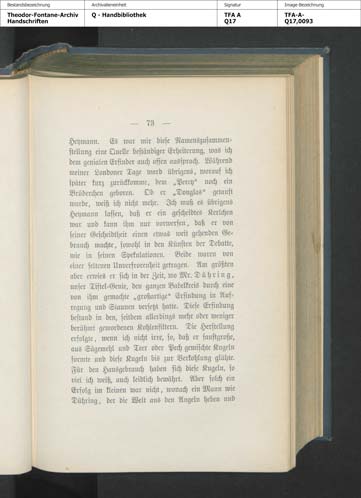 Bestandsbezeichnung
Theodor-Fontane-Archiv
Handschriften
Archivalieneinheit
Q - Handbibliothek
Signatur
TFA A
Q17
Image Bezeichnung
TFA-A-
Q17,0093
— 73 —
Heymann. Es war mir diese Namenszusammen-
stellung eine Quelle beständiger Erheiterung, was ich
dem genialen Erfinder auch offen aussprach. Während
meiner Londoner Tage ward übrigens, worauf ich
später kurz zurückkomme, dem „Percy“ noch ein
Brüderchen geboren. Ob er „Douglas“ getauft
wurde, weiß ich nicht mehr. Ich muß es übrigens
Heymann lassen, daß er ein gescheidtes Kerlchen
war und kann ihm nur vorwerfen, daß er von
seiner Gescheidtheit einen etwas weit gehenden Ge-
brauch machte, sowohl in den Künsten der Debatte,
wie in seinen Spekulationen. Beide waren von
einer seltenen Unverfrorenheit getragen. Am größten
aber erwies er sich in der Zeit, wo Mr. Dühring,
unser Tiftel-Genie, den ganzen Babelkreis durch eine
von ihm gemachte „großartige“ Erfindung in Auf-
regung und Staunen versetzt hatte. Diese Erfindung
bestand in den, seitdem allerdings mehr oder weniger
berühmt gewordenen Kohlenfiltern. Die Herstellung
erfolgte, wenn ich nicht irre, so, daß er faustgroße,
aus Sägemehl und Teer oder Pech gemischte Kugeln
formte und diese Kugeln bis zur Verkohlung glühte.
Für den Hausgebrauch haben sich diese Kugeln, so
viel ich weiß, auch leidlich bewährt. Aber solch ein
Erfolg im kleinen war nicht, wonach ein Mann wie
Dühring, der die Welt aus den Angeln heben und